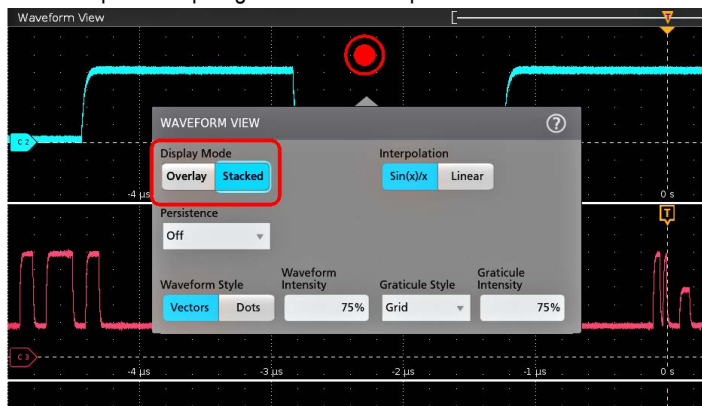 Waveform View
T
C 2
WAVEFORM VIEW
?
Display Mode
Interpolation
Overlay Stacked
Sin(x)/x Linear
-4 µs
0 s
Persistence
Off
T
Waveform Style
Waveform Intensity
Graticule Style
Graticule Intensity
Vectors Dots
75%
Grid
75%
C 3
-4 µs -3 µs -2 µs -1 µs 0 s